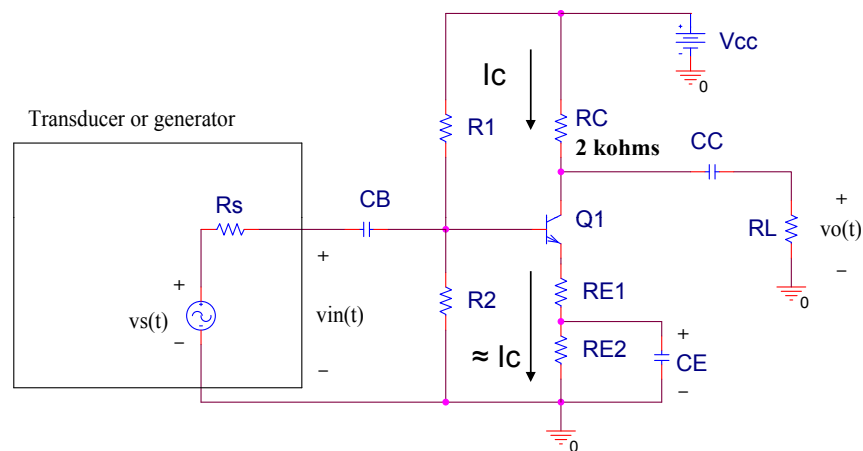 Vcc
0
Ic
Transducer or generator
R1
RC
2 kohms
CC
Rs
CB
Q1
RL
+
vo(t)
−
0
+
vs(t)
−
+
vin(t)
−
R2
RE1
≈ Ic
RE2
+
CE
−
0